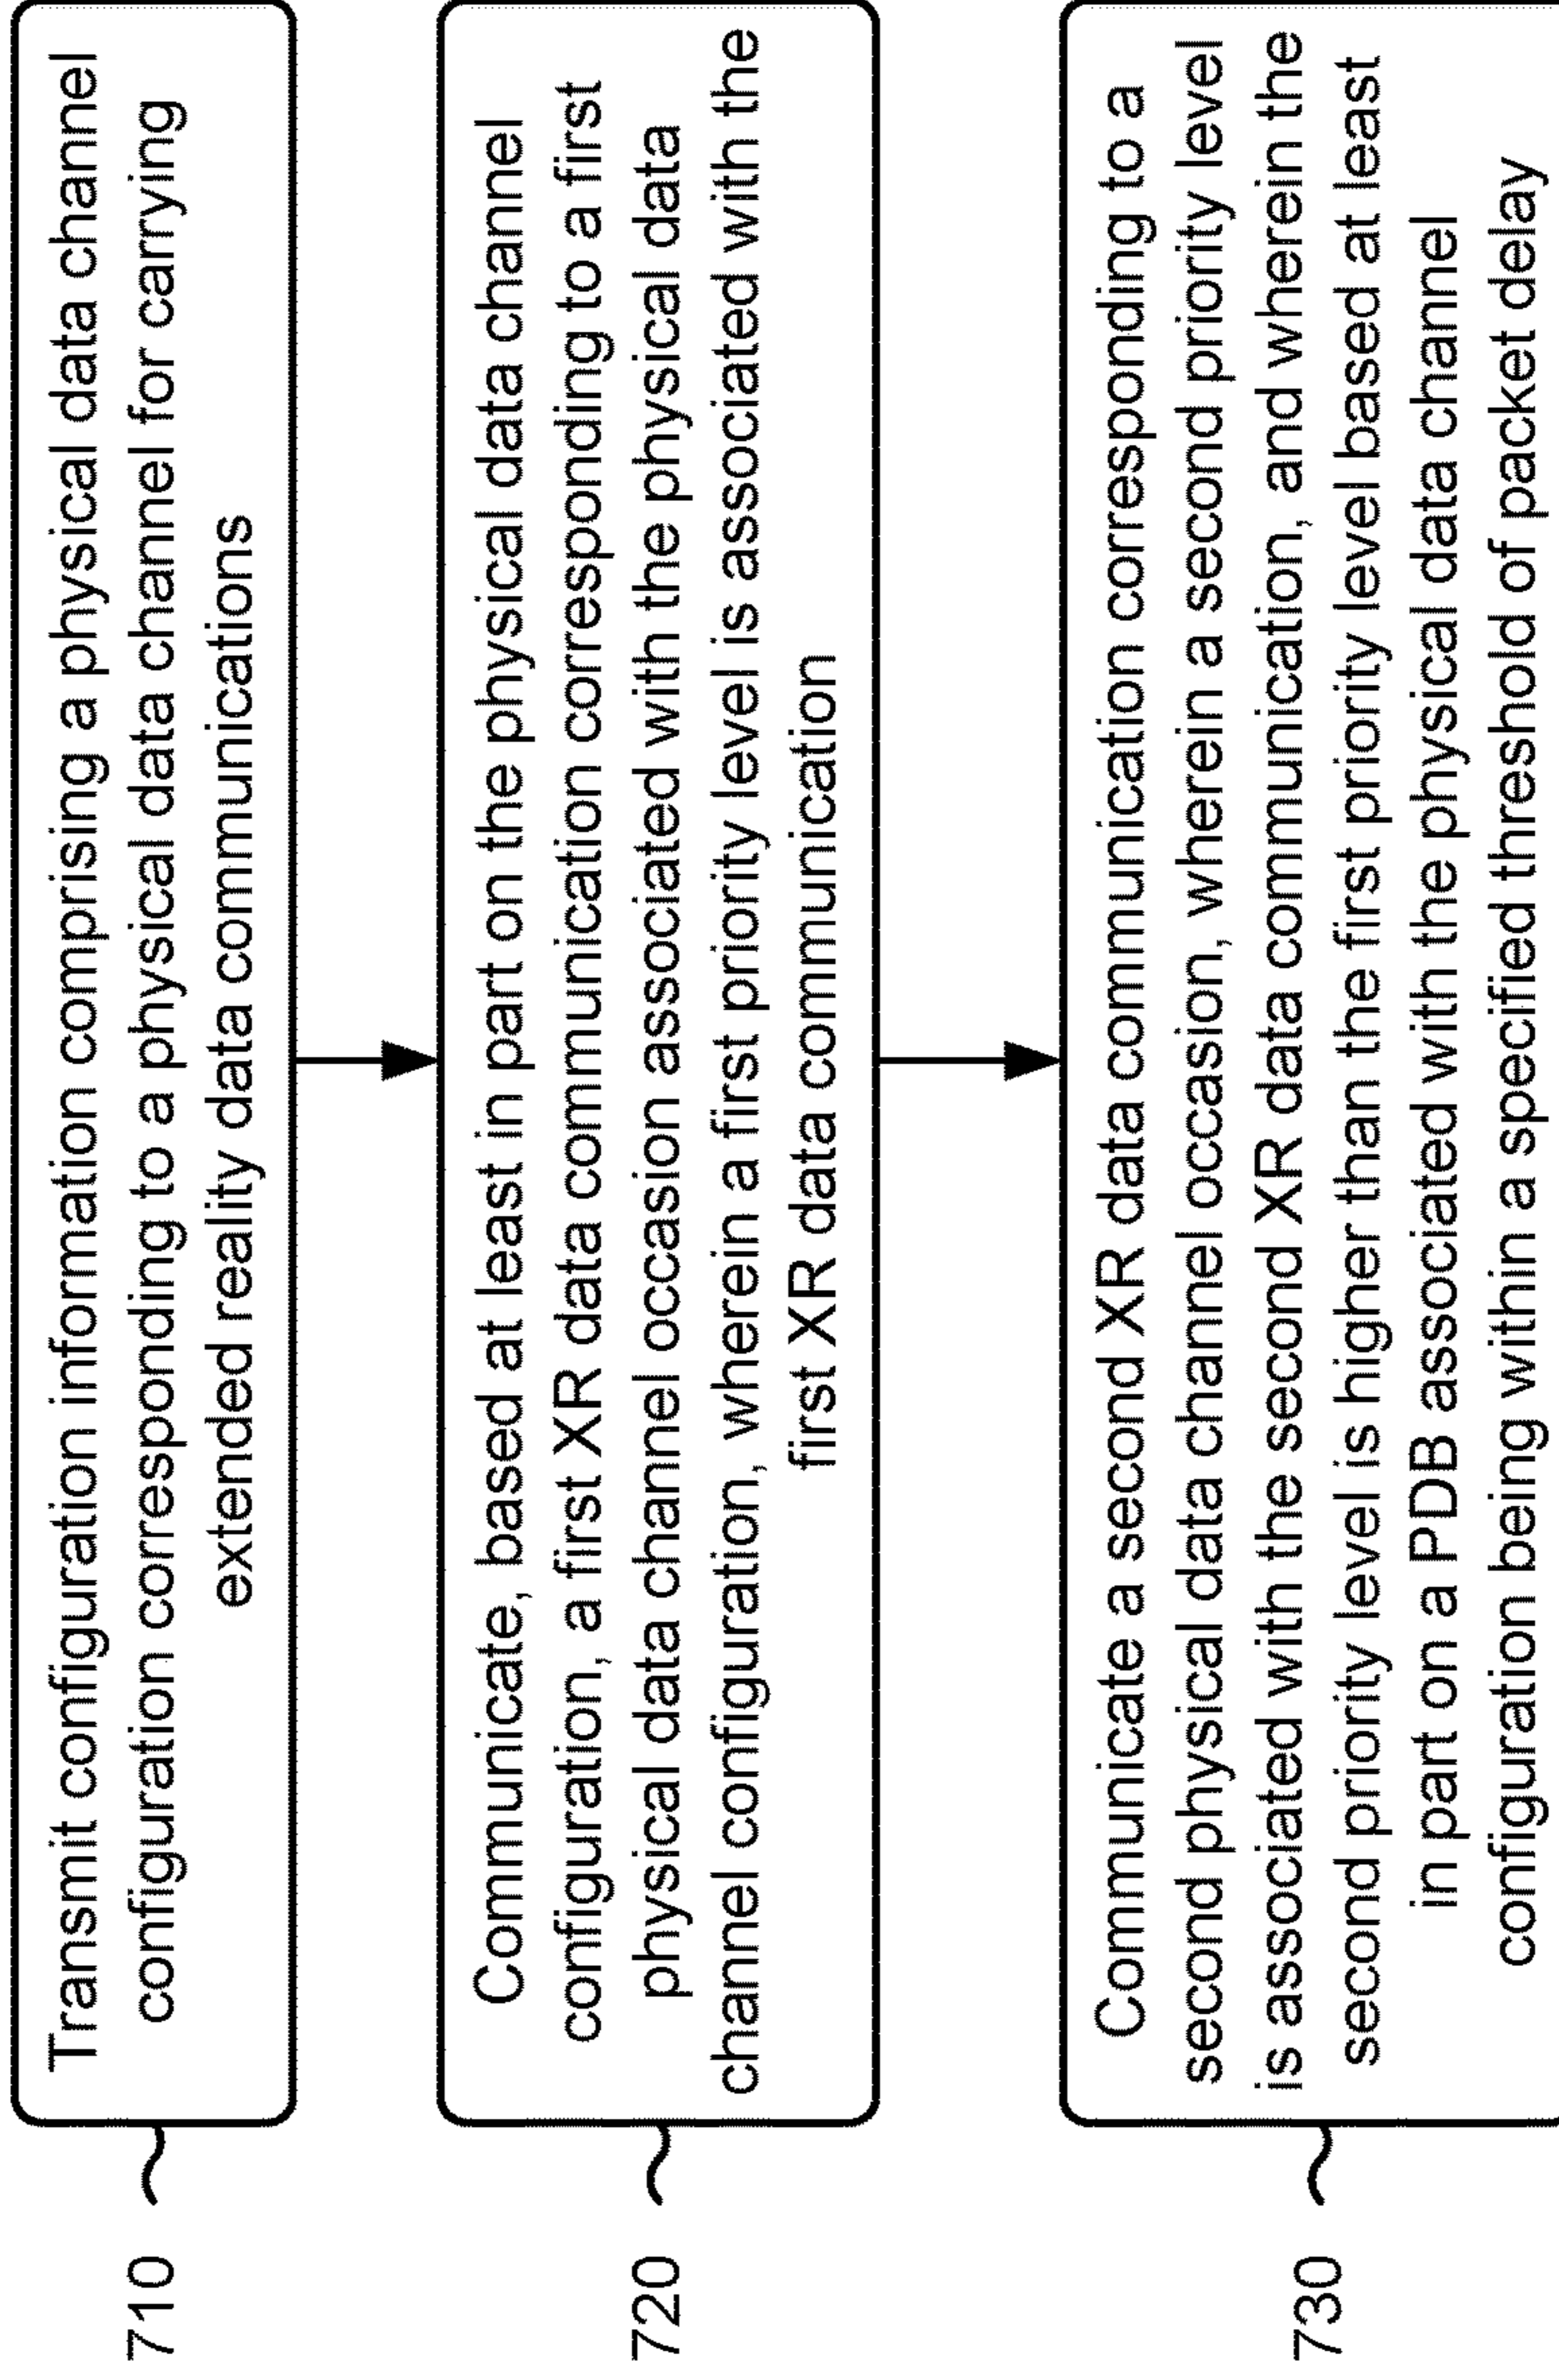 710
Transmit configuration information comprising a physical data channel
configuration corresponding to a physical data channel for carrying
extended reality data communications
720
Communicate, based at least in part on the physical data channel
configuration, a first XR data communication corresponding to a first
physical data channel occasion associated with the physical data
channel configuration, wherein a first priority level is associated with the
first XR data communication
730
Communicate a second XR data communication corresponding to a
second physical data channel occasion, wherein a second priority level
is associated with the second XR data communication, and wherein the
second priority level is higher than the first priority level based at least
in part on a PDB associated with the physical data channel
configuration being within a specified threshold of packet delay